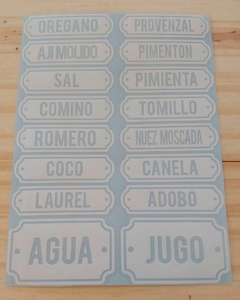 OREGANO
PROVENZAL
AJI MOLIDO
PIMENTON
SAL
PIMIENTA
COMINO
TOMILLO
ROMERO
NUEZ MOSCADA
COCO
CANELA
LAUREL
ADOBO
AGUA
JUGO